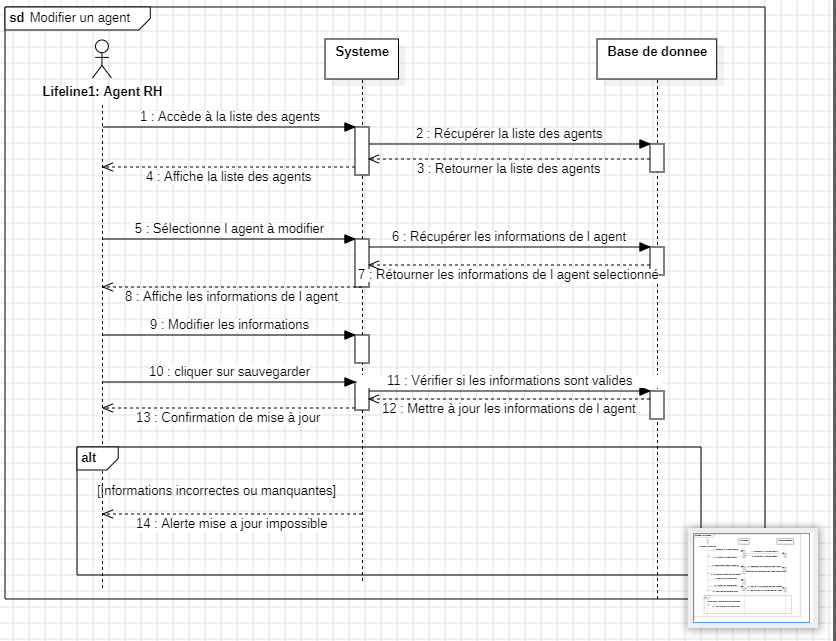 sd Modifier un agent
Systeme
Base de donnee
Lifeline1: Agent RH
1 : Accède à la liste des agents
2 : Récupérer la liste des agents
3 : Retourner la liste des agents
4 : Affiche la liste des agents
5 : Sélectionne l agent à modifier
6 : Récupérer les informations de l agent
7 : Rétourner les informations de l agent selectionné
8 : Affiche les informations de l agent
9 : Modifier les informations
10 : cliquer sur sauvegarder
11 : Vérifier si les informations sont valides
12 : Mettre à jour les informations de l agent
13 : Confirmation de mise à jour
alt
[Informations incorrectes ou manquantes]
14 : Alerte mise a jour impossible